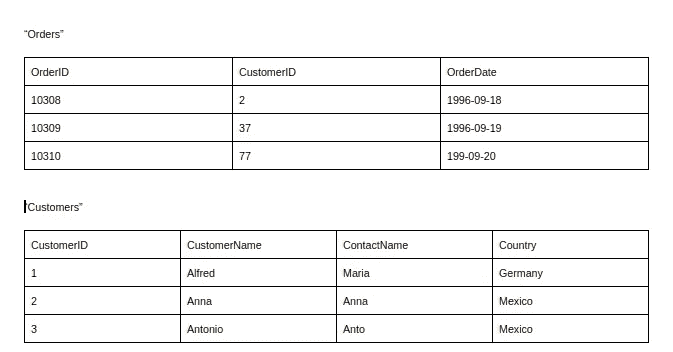 “Orders”
OrderID CustomerID OrderDate
10308 2 1996-09-18
10309 37 1996-09-19
10310 77 199-09-20
“Customers”
CustomerID CustomerName ContactName Country
1 Alfred Maria Germany
2 Anna Anna Mexico
3 Antonio Anto Mexico